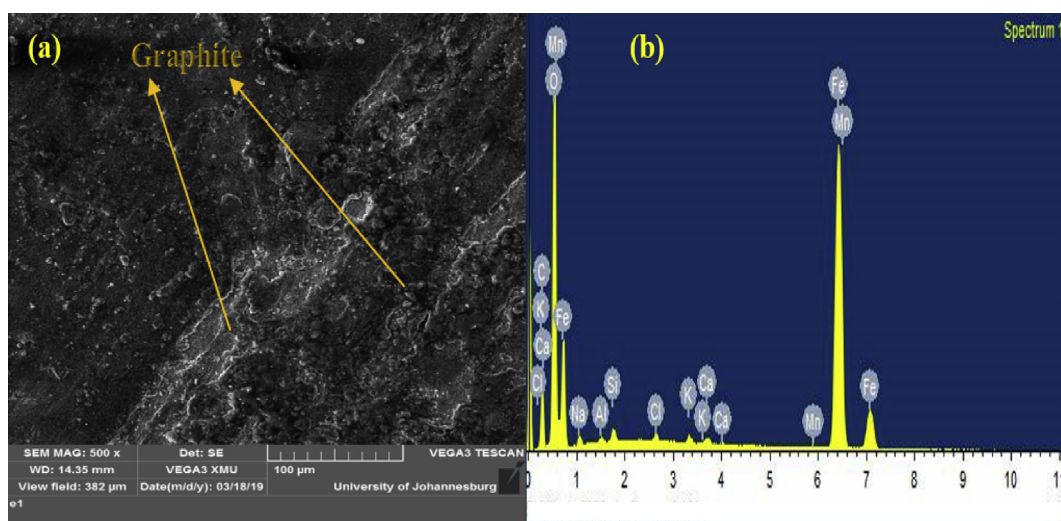 (a)
Graphite
SEM MAG: 500 x
Det: SE
VEGA3 TESCAN
WD: 14.35 mm
VEGA3 XMU
100 µm
View field: 382 µm
Date(m/d/y): 03/18/19
University of Johannesburg
e1
(b)
Spectrum 1
Mn
O
C
K
Ca
Cl
Fe
Na
Al
Si
Cl
K
Ca
K
Ca
Mn
Fe
Mn
Fe
0 1 2 3 4 5 6 7 8 9 10 11